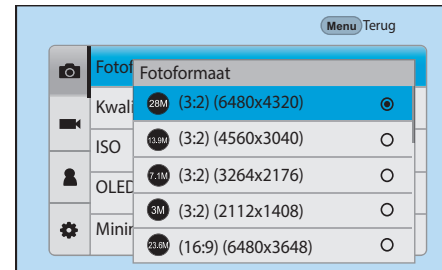 Menu Terug
Fotof
Fotoformaat
28M (3:2) (6480x4320)
Kwali
13.9M (3:2) (4560x3040)
ISO
7.1M (3:2) (3264x2176)
OLED
3M (3:2) (2112x1408)
Minir
23.6M (16:9) (6480x3648)